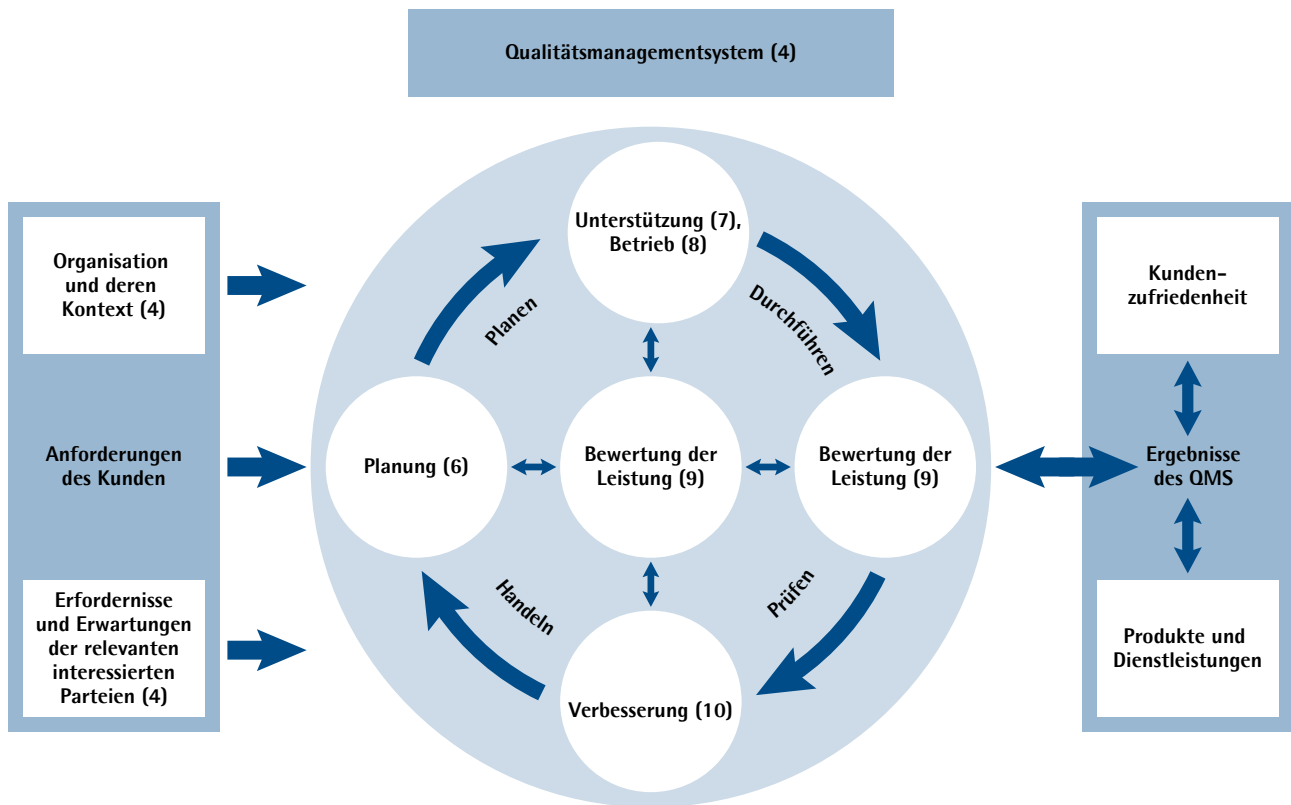 Qualitätsmanagementsystem (4)
Organisation
und deren
Kontext (4)
Anforderungen
des Kunden
Erfordernisse
und Erwartungen
der relevanten
interessierten
Parteien (4)
Unterstützung (7),
Betrieb (8)
Planen
Durchführen
Planung (6)
Bewertung der
Leistung (9)
Bewertung der
Leistung (9)
Handeln
Prüfen
Verbesserung (10)
Kunden-
zufriedenheit
Ergebnisse
des QMS
Produkte und
Dienstleistungen